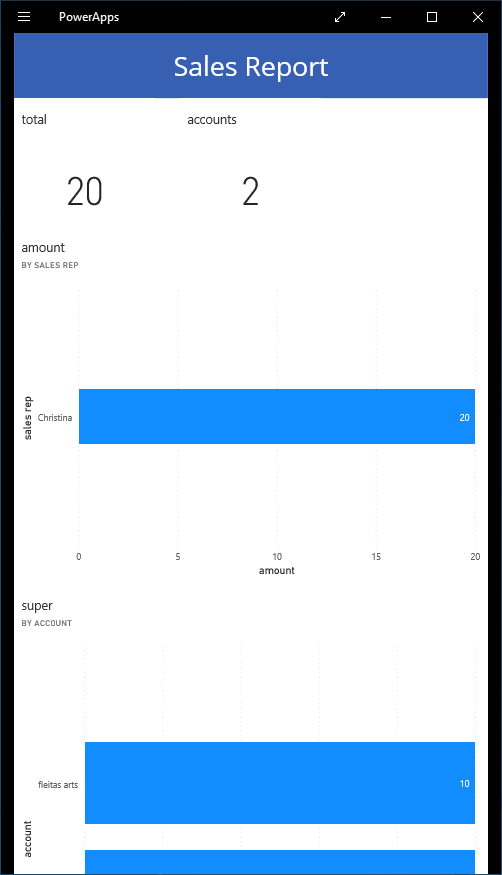 PowerApps
Sales Report
total accounts
20 2
amount
BY SALES REP
sales rep
Christina 20
0 5 10 15 20
amount
super
BY ACCOUNT
fleitas arts 10
account